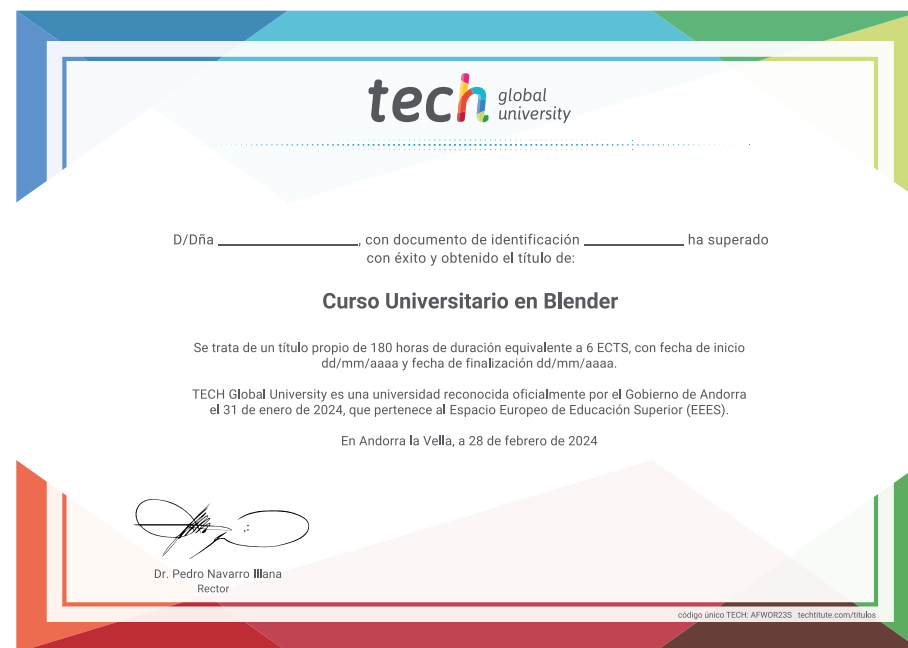 tech global university
D/Dña ____________________, con documento de identificación ______________ ha superado
con éxito y obtenido el título de:
Curso Universitario en Blender
Se trata de un título propio de 180 horas de duración equivalente a 6 ECTS, con fecha de inicio
dd/mm/aaaa y fecha de finalización dd/mm/aaaa.
TECH Global University es una universidad reconocida oficialmente por el Gobierno de Andorra
el 31 de enero de 2024, que pertenece al Espacio Europeo de Educación Superior (EEES).
En Andorra la Vella, a 28 de febrero de 2024
Dr. Pedro Navarro Illana
Rector
código único TECH: AFWOR23S techtitute.com/titulos